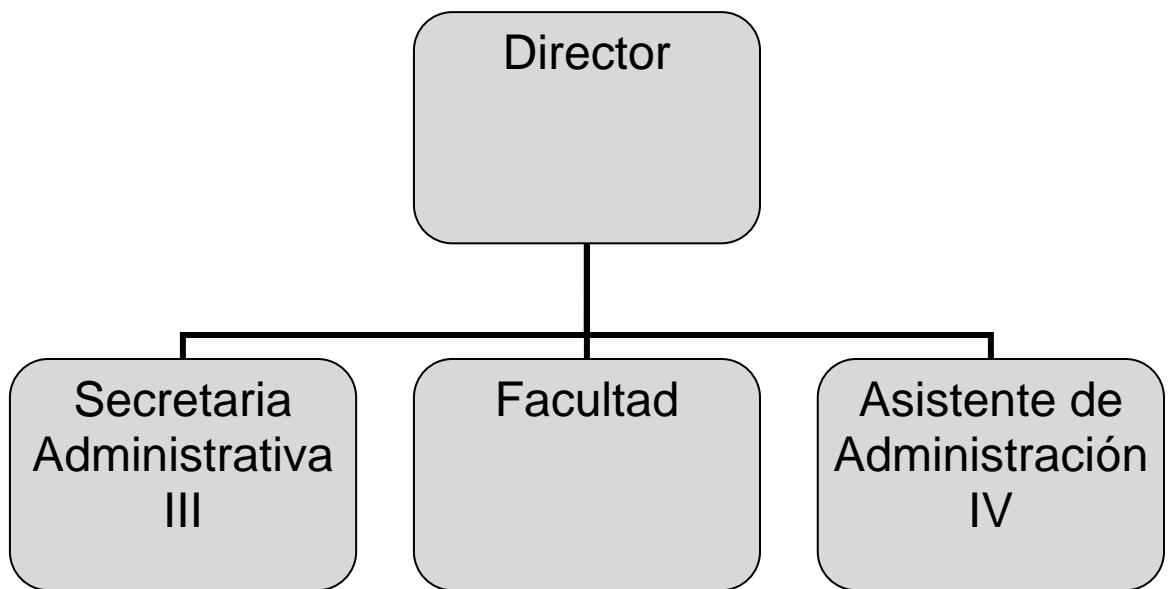 Director
Secretaria
Administrativa
III
Facultad
Asistente de
Administración
IV